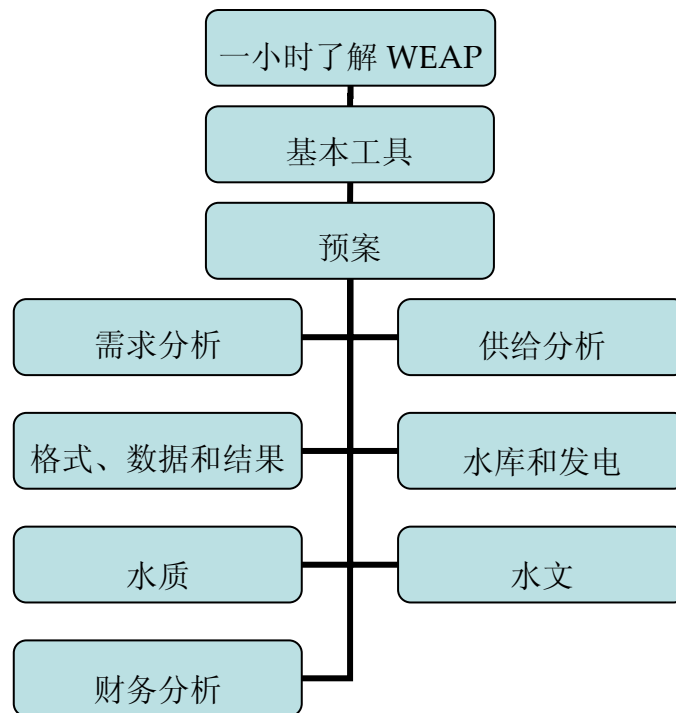 一小时了解 WEAP
基本工具
预案
需求分析
供给分析
格式、数据和结果
水库和发电
水质
水文
财务分析